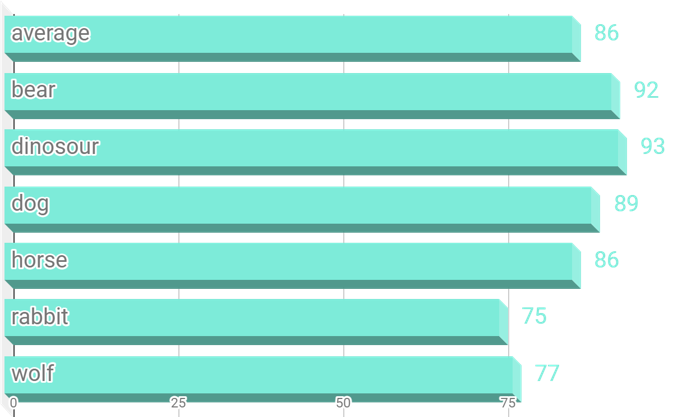 average 86
bear 92
dinosour 93
dog 89
horse 86
rabbit 75
wolf 77
0 25 50 75